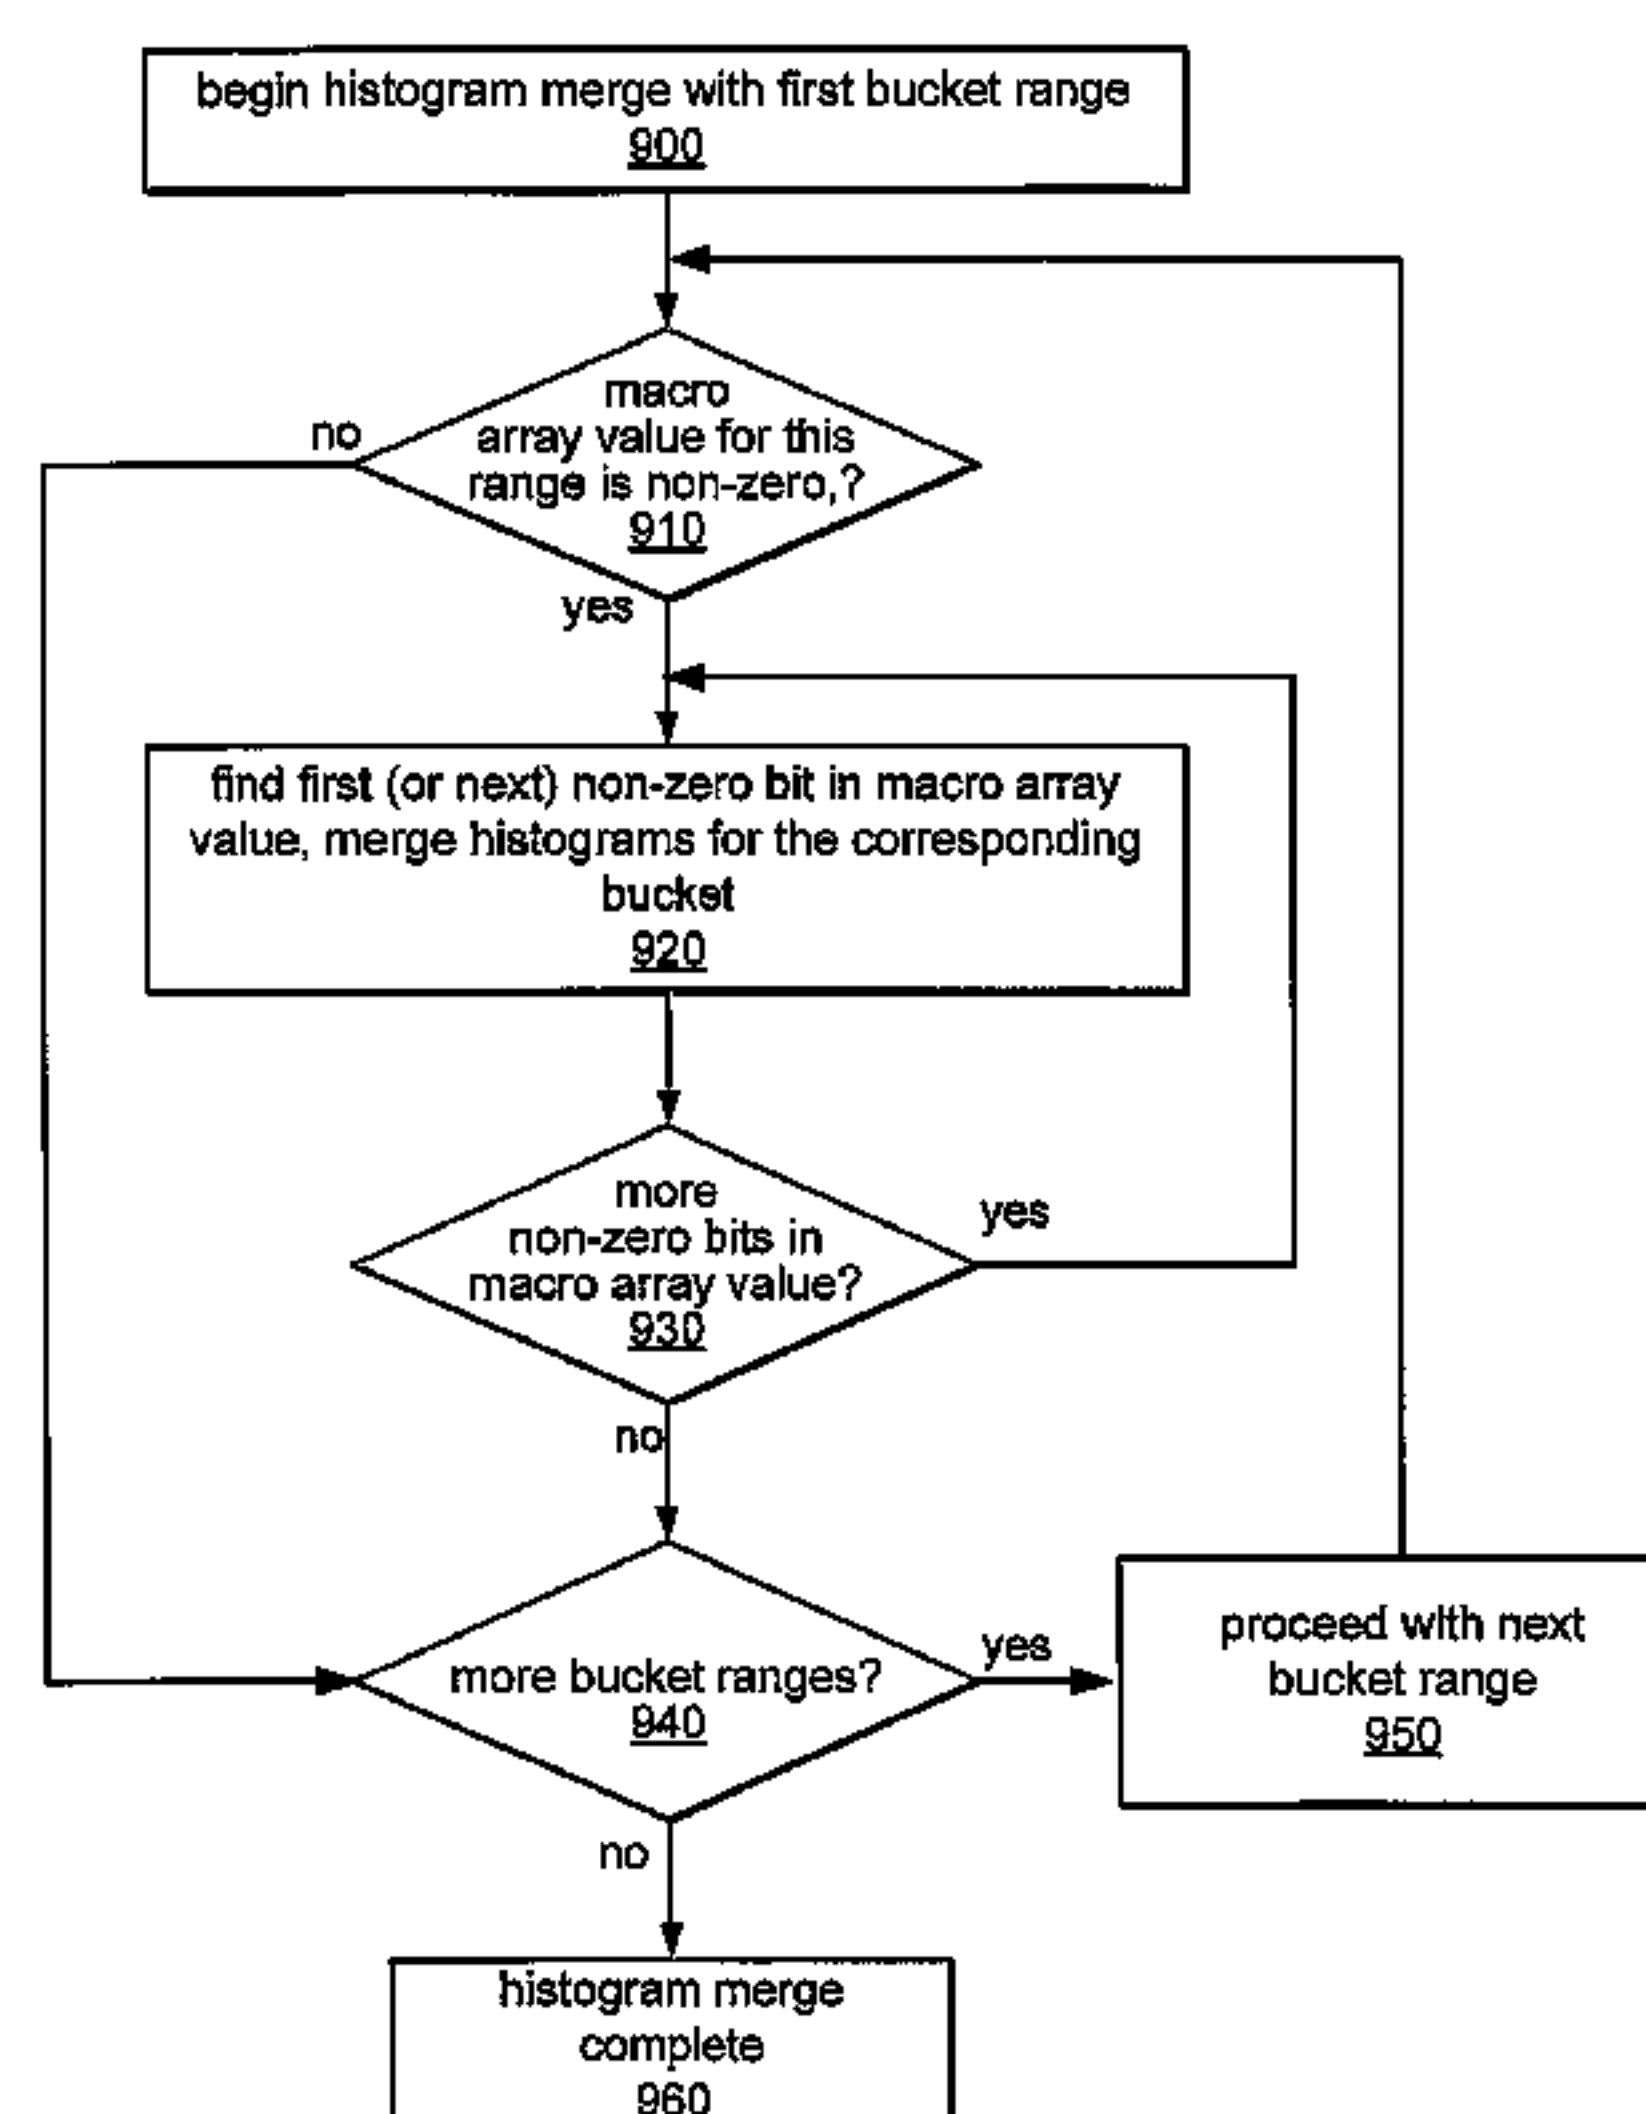 begin histogram merge with first bucket range
900
macro
array value for this
range is non-zero,?
910
no
yes
find first (or next) non-zero bit in macro array
value, merge histograms for the corresponding
bucket
920
more
non-zero bits in
macro array value?
930
yes
no
more bucket ranges?
940
yes
proceed with next
bucket range
950
no
histogram merge
complete
960